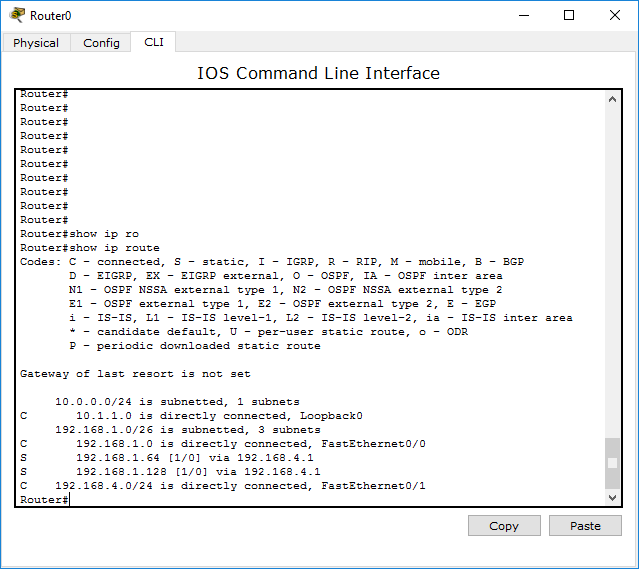 Router0
Physical Config CLI
IOS Command Line Interface
Router#
Router#
Router#
Router#
Router#
Router#
Router#
Router#
Router#
Router#
Router#show ip ro
Router#show ip route
Codes: C - connected, S - static, I - IGRP, R - RIP, M - mobile, B - BGP
       D - EIGRP, EX - EIGRP external, O - OSPF, IA - OSPF inter area
       N1 - OSPF NSSA external type 1, N2 - OSPF NSSA external type 2
       E1 - OSPF external type 1, E2 - OSPF external type 2, E - EGP
       i - IS-IS, L1 - IS-IS level-1, L2 - IS-IS level-2, ia - IS-IS inter area
       * - candidate default, U - per-user static route, o - ODR
       P - periodic downloaded static route
Gateway of last resort is not set
     10.0.0.0/24 is subnetted, 1 subnets
C       10.1.1.0 is directly connected, Loopback0
     192.168.1.0/26 is subnetted, 3 subnets
C       192.168.1.0 is directly connected, FastEthernet0/0
S       192.168.1.64 [1/0] via 192.168.4.1
S       192.168.1.128 [1/0] via 192.168.4.1
C    192.168.4.0/24 is directly connected, FastEthernet0/1
Router#
Copy Paste